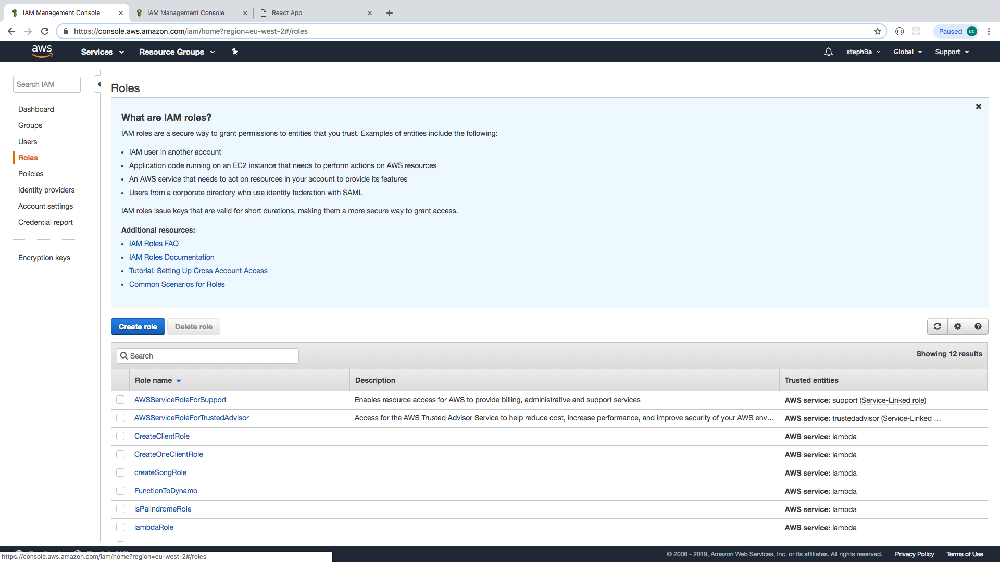 IAM Management Console
IAM Management Console
React App
https://console.aws.amazon.com/iam/home?region=eu-west-2#/roles
Paused
ac
aws
Services
Resource Groups
stephBa
Global
Support
Search IAM
Dashboard
Groups
Users
Roles
Policies
Identity providers
Account settings
Credential report
Encryption keys
Roles
What are IAM roles?
IAM roles are a secure way to grant permissions to entities that you trust. Examples of entities include the following:
• IAM user in another account
• Application code running on an EC2 instance that needs to perform actions on AWS resources
• An AWS service that needs to act on resources in your account to provide its features
• Users from a corporate directory who use identity federation with SAML
IAM roles issue keys that are valid for short durations, making them a more secure way to grant access.
Additional resources:
• IAM Roles FAQ
• IAM Roles Documentation
• Tutorial: Setting Up Cross Account Access
• Common Scenarios for Roles
Create role
Delete role
Search
Showing 12 results
Role name Description Trusted entities
AWSServiceRoleForSupport Enables resource access for AWS to provide billing, administrative and support services AWS service: support (Service-Linked role)
AWSServiceRoleForTrustedAdvisor Access for the AWS Trusted Advisor Service to help reduce cost, increase performance, and improve security of your AWS env… AWS service: trustedadvisor (Service-Linked …
CreateClientRole AWS service: lambda
CreateOneClientRole AWS service: lambda
createSongRole AWS service: lambda
FunctionToDynamo AWS service: lambda
isPalindromeRole AWS service: lambda
lambdaRole AWS service: lambda
© 2008 - 2019, Amazon Web Services, Inc. or its affiliates. All rights reserved. Privacy Policy Terms of Use
https://console.aws.amazon.com/iam/home?region=eu-west-2#/roles